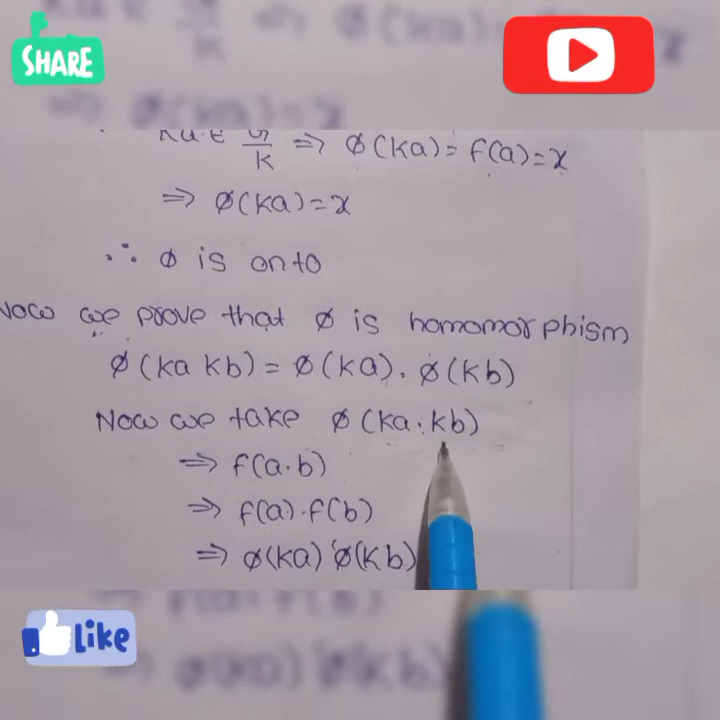 SHARE
Ka ∈ G/K ⇒ ϕ(ka) = f(a) = x
⇒ ϕ(ka) = x
∴ ϕ is onto
Now we prove that ϕ is homomorphism
ϕ(ka kb) = ϕ(ka). ϕ(kb)
Now we take ϕ(ka.kb)
⇒ f(a.b)
⇒ f(a).f(b)
⇒ ϕ(ka) ϕ(kb)
Like